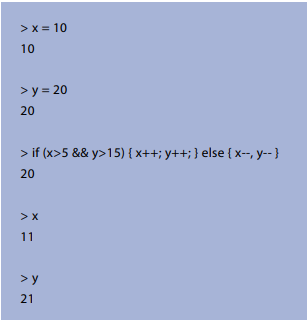 > x = 10
10
> y = 20
20
> if (x>5 && y>15) { x++; y++; } else { x--, y-- }
20
> x
11
> y
21